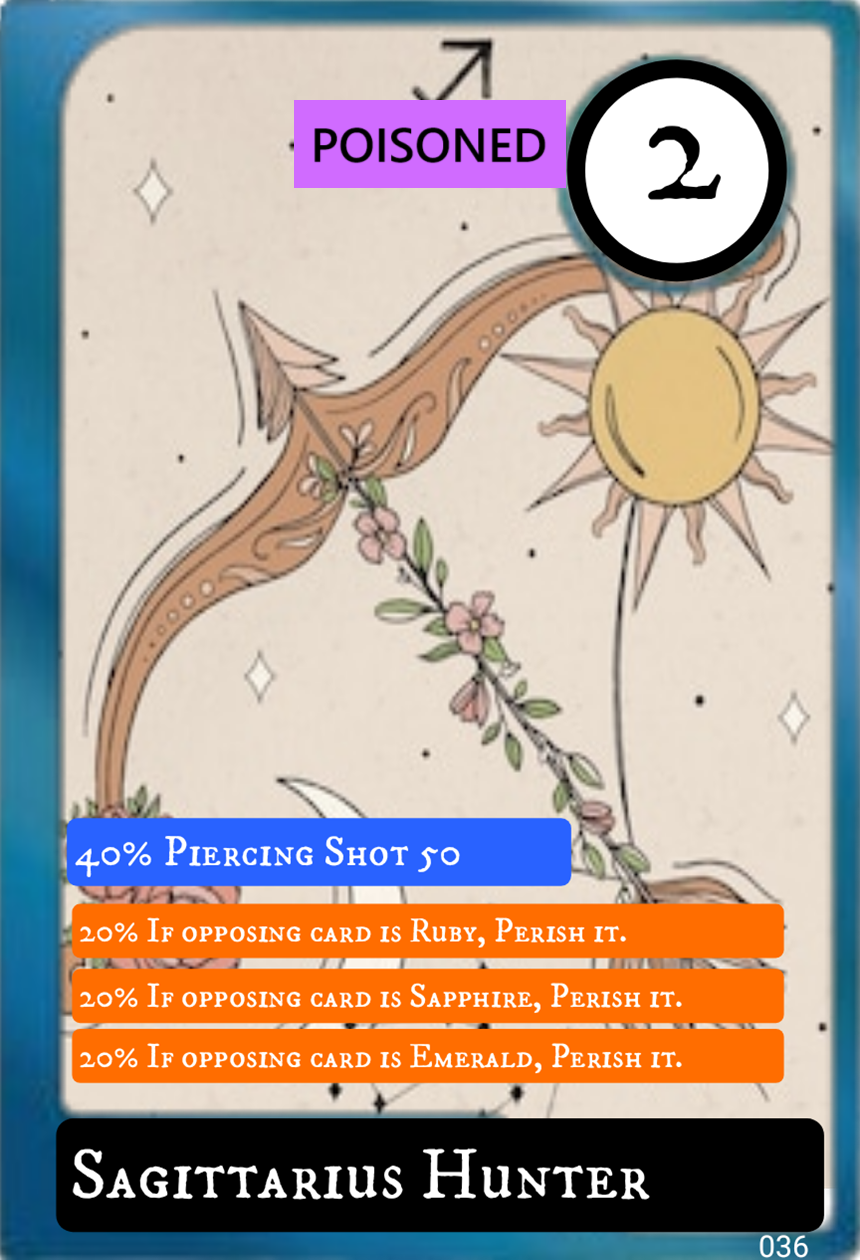 POISONED
2
40% Piercing Shot 50
20% If opposing card is Ruby, Perish it.
20% If opposing card is Sapphire, Perish it.
20% If opposing card is Emerald, Perish it.
Sagittarius Hunter
036